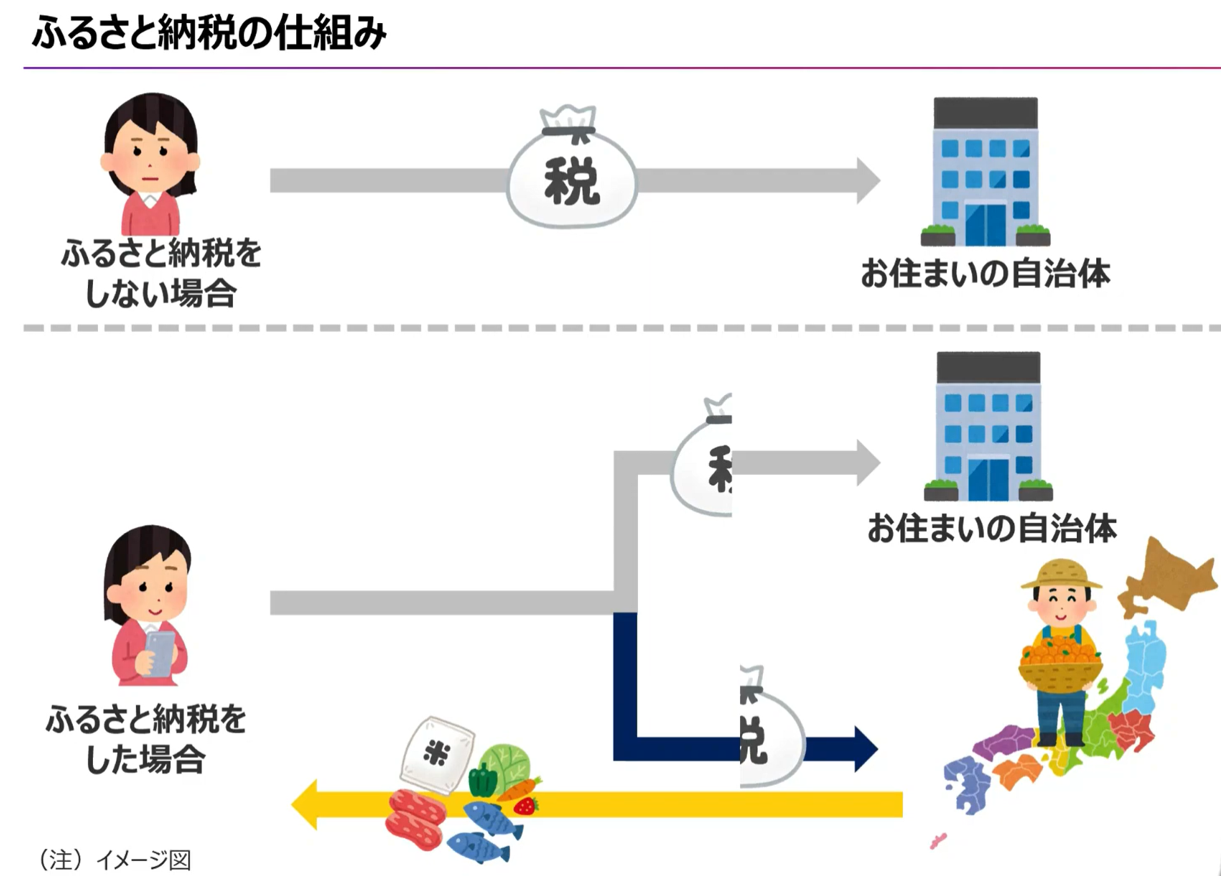 ふるさと納税の仕組み
税
ふるさと納税を
しない場合
お住まいの自治体
税
お住まいの自治体
ふるさと納税を
した場合
税
米
（注）イメージ図